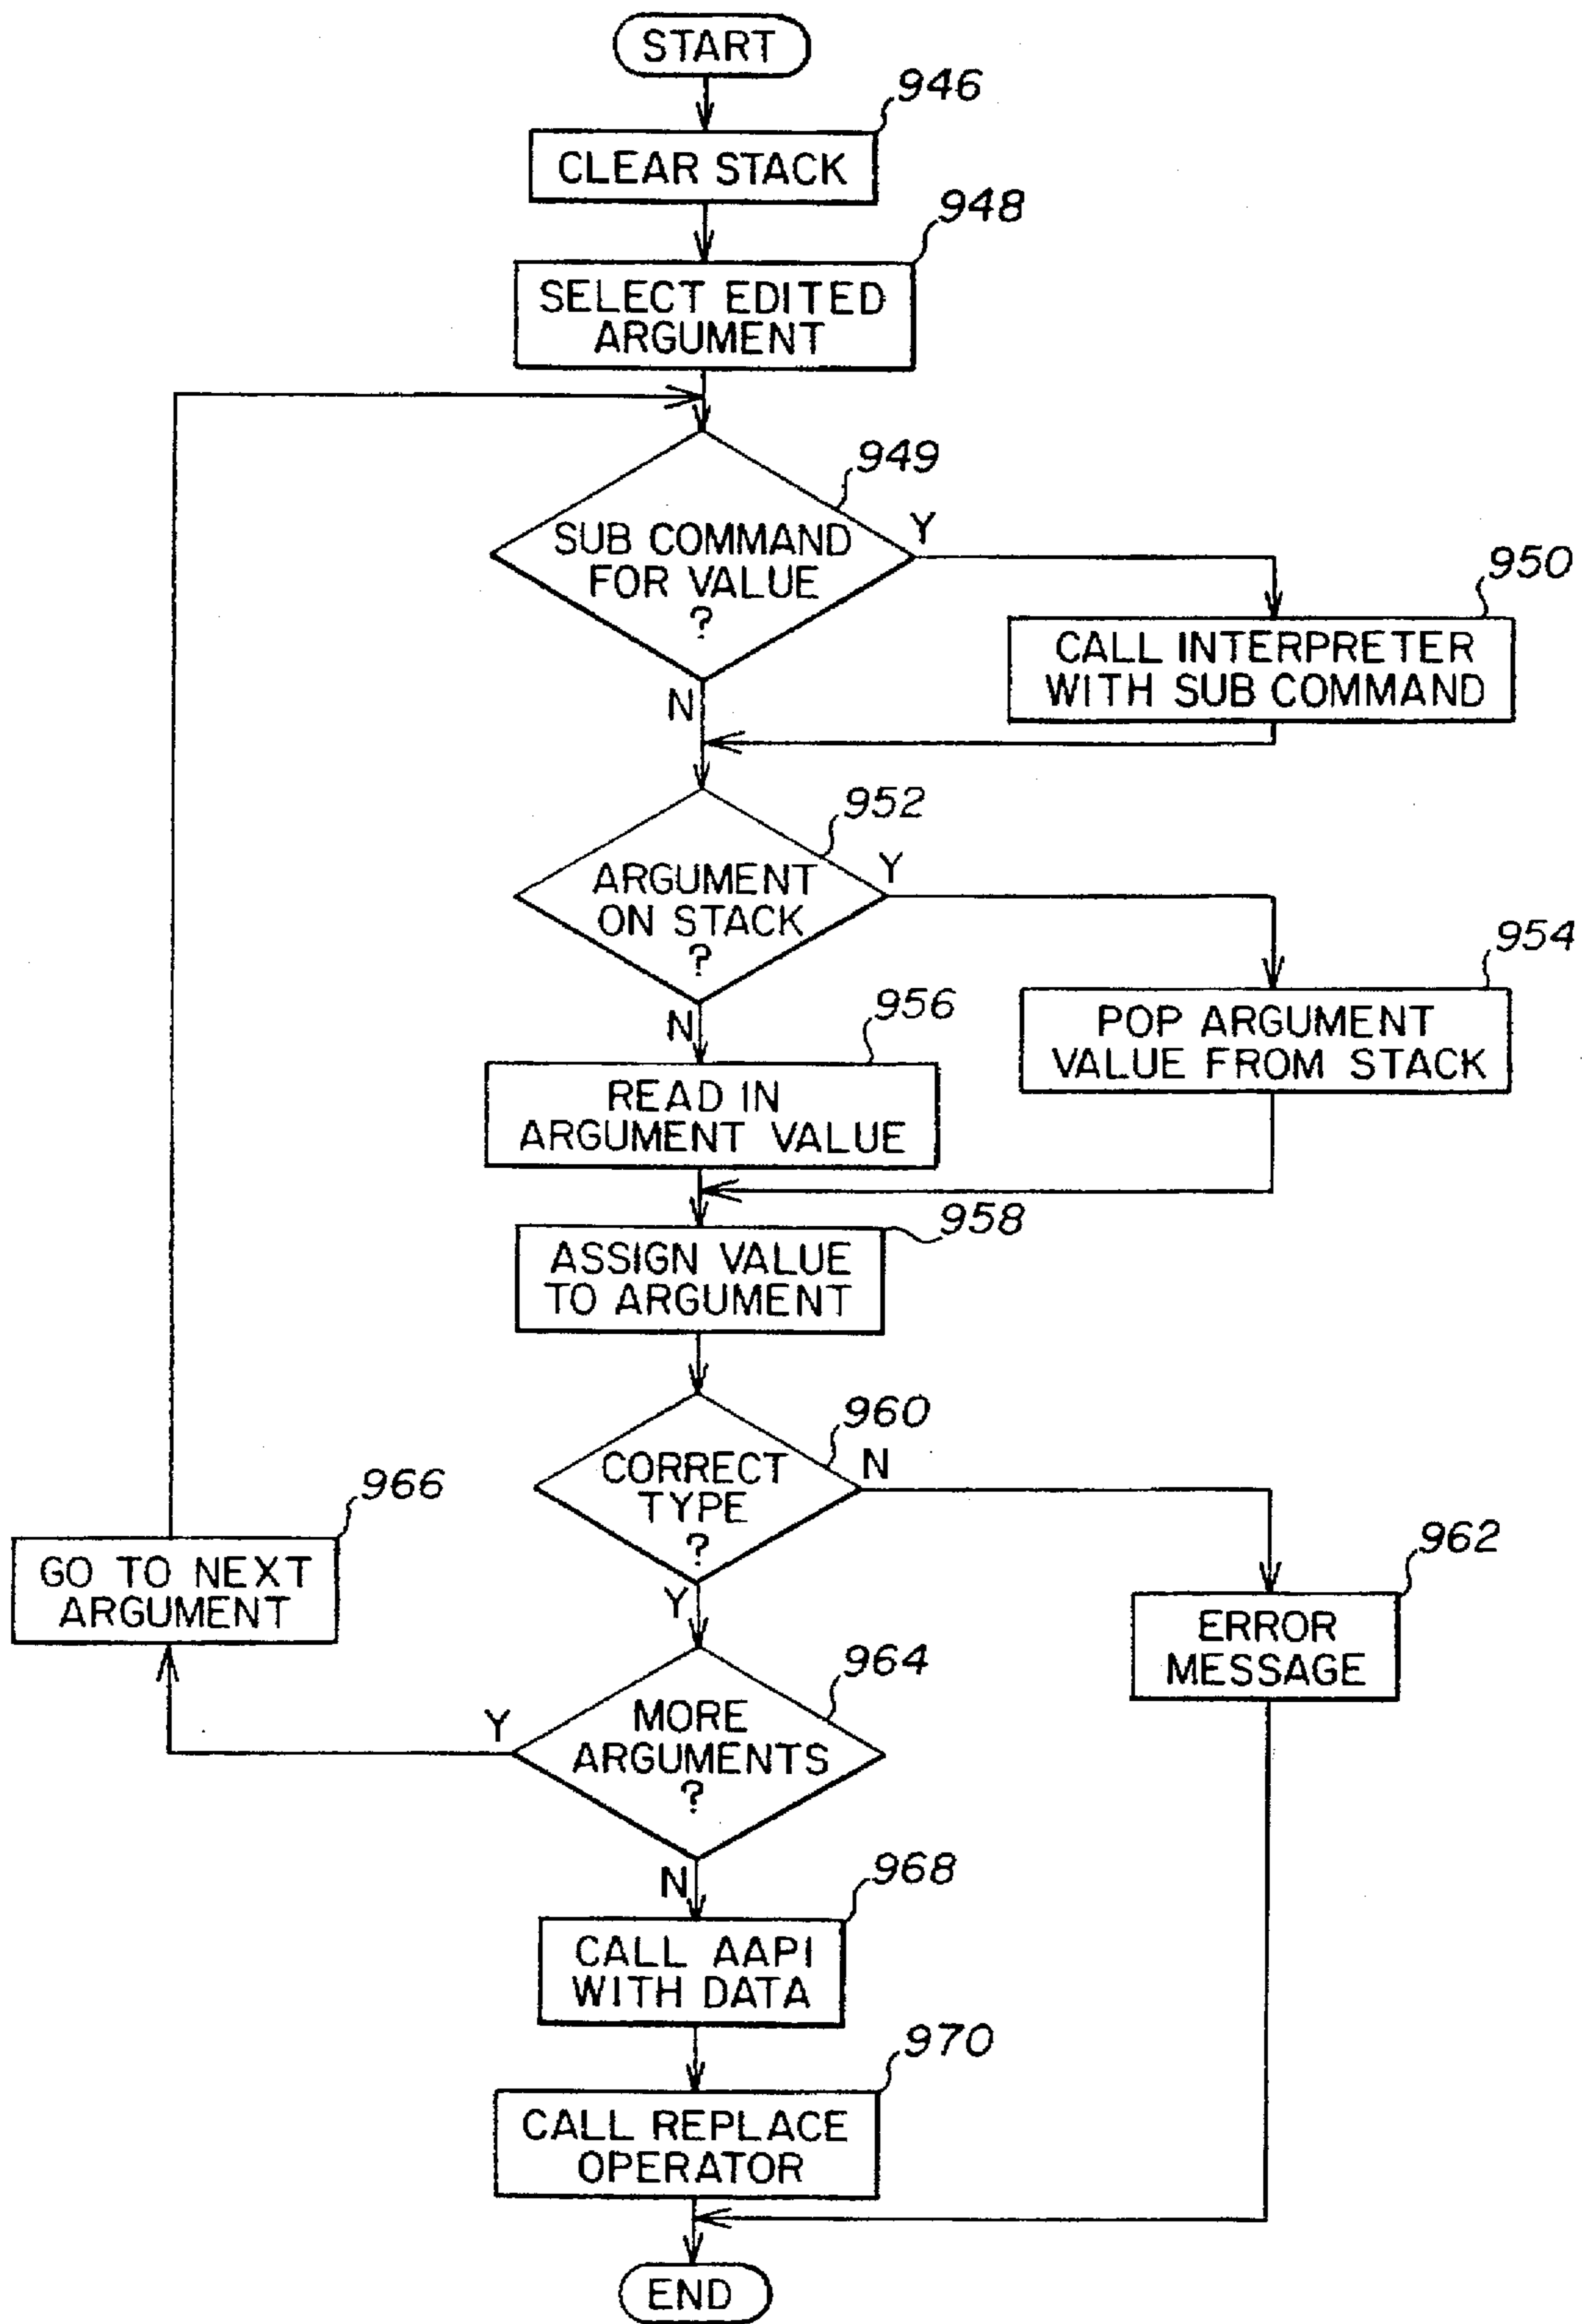 START
946
CLEAR STACK
948
SELECT EDITED
ARGUMENT
949
SUB COMMAND
FOR VALUE
?
Y
N
950
CALL INTERPRETER
WITH SUB COMMAND
952
ARGUMENT
ON STACK
?
Y
N
954
POP ARGUMENT
VALUE FROM STACK
956
READ IN
ARGUMENT VALUE
958
ASSIGN VALUE
TO ARGUMENT
960
CORRECT
TYPE
?
N
Y
962
ERROR
MESSAGE
964
MORE
ARGUMENTS
?
Y
N
966
GO TO NEXT
ARGUMENT
968
CALL AAPI
WITH DATA
970
CALL REPLACE
OPERATOR
END